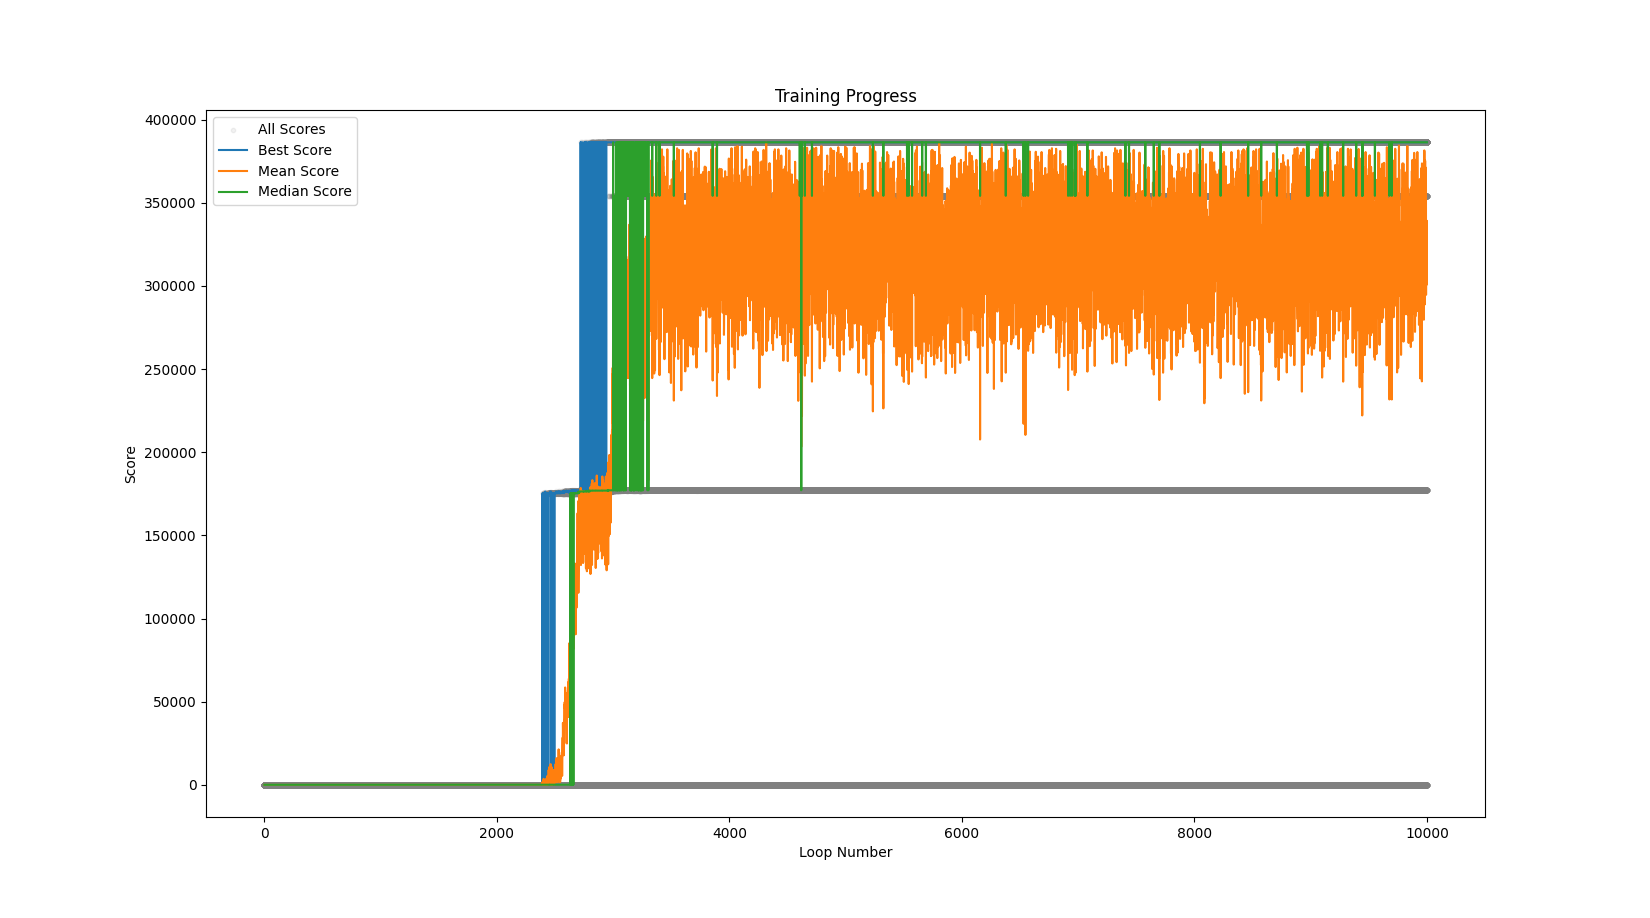 Training Progress
400000
350000
300000
250000
200000
150000
100000
50000
0
Score
All Scores
Best Score
Mean Score
Median Score
0 2000 4000 6000 8000 10000
Loop Number